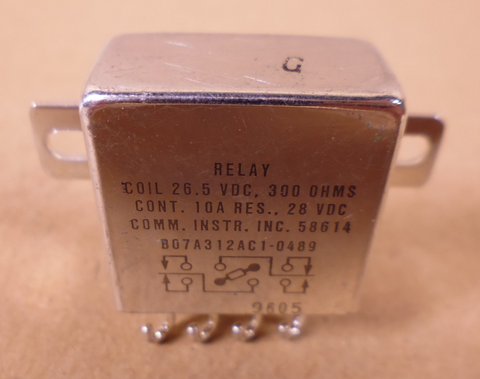 G
RELAY
COIL 26.5 VDC, 300 OHMS
CONT. 10A RES., 28 VDC
COMM. INSTR. INC. 58614
B07A312AC1-0489
9605